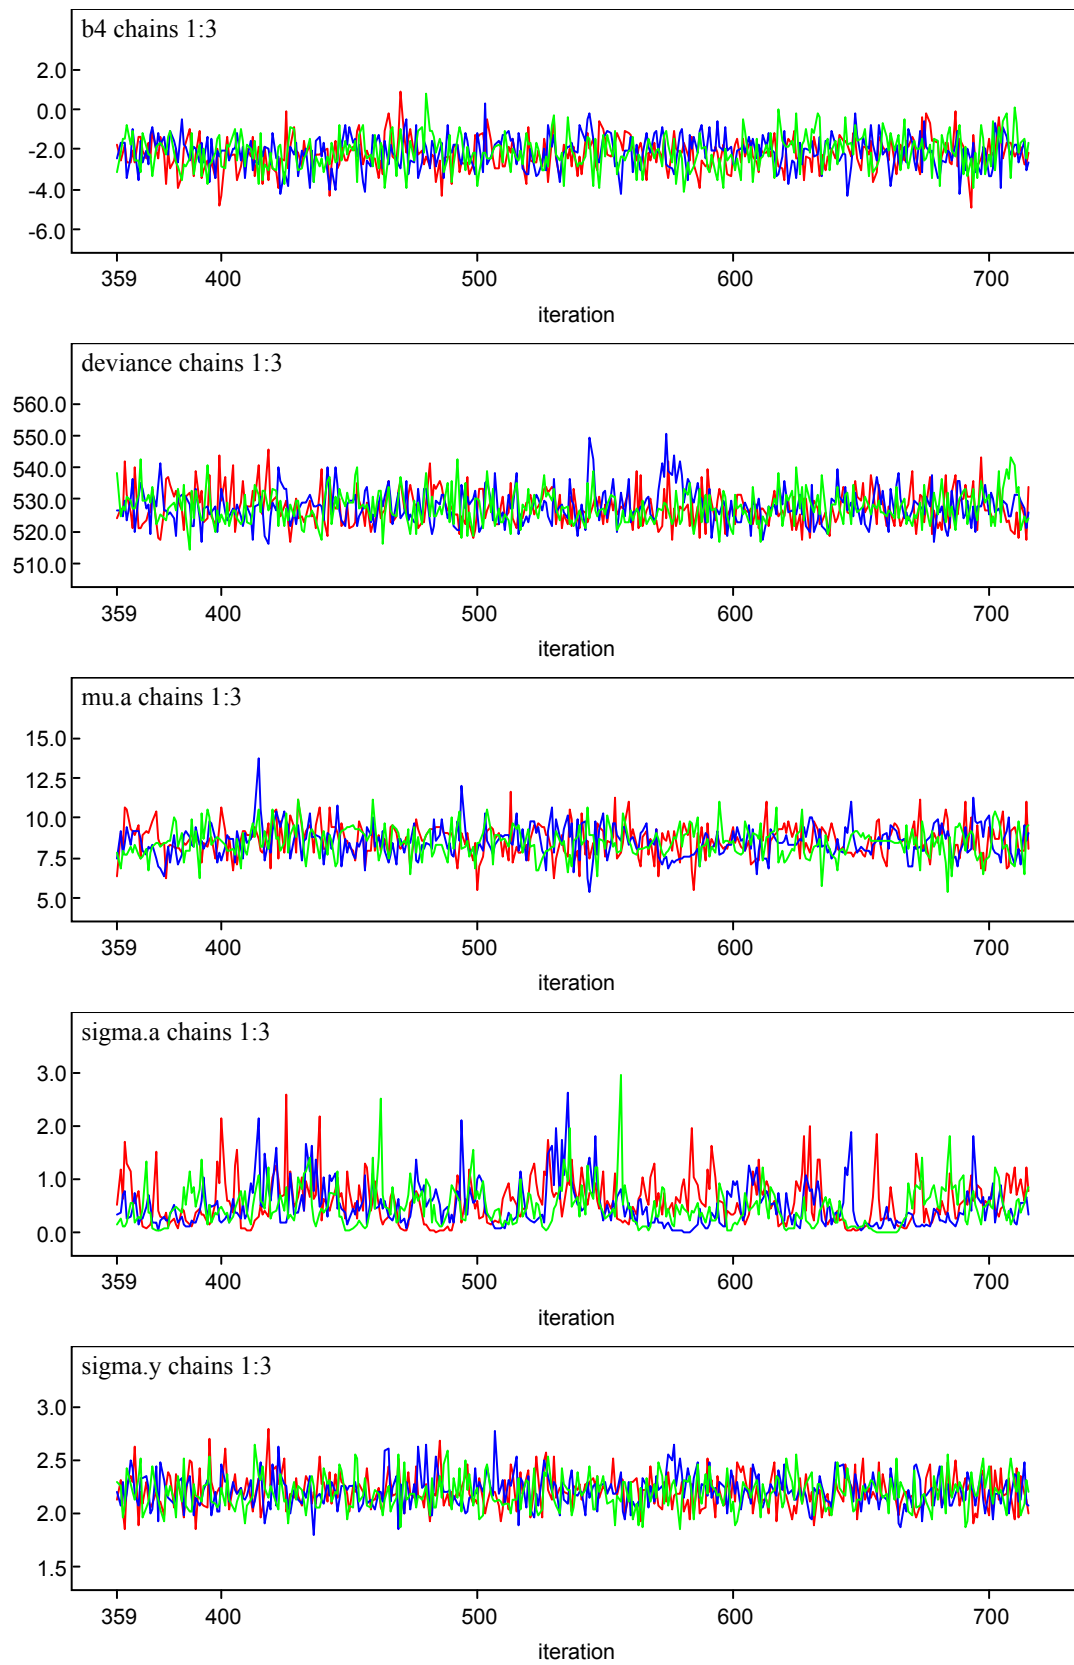 b4 chains 1:3
2.0
0.0
-2.0
-4.0
-6.0
359 400 500 600 700
iteration
deviance chains 1:3
560.0
550.0
540.0
530.0
520.0
510.0
359 400 500 600 700
iteration
mu.a chains 1:3
15.0
12.5
10.0
7.5
5.0
359 400 500 600 700
iteration
sigma.a chains 1:3
3.0
2.0
1.0
0.0
359 400 500 600 700
iteration
sigma.y chains 1:3
3.0
2.5
2.0
1.5
359 400 500 600 700
iteration